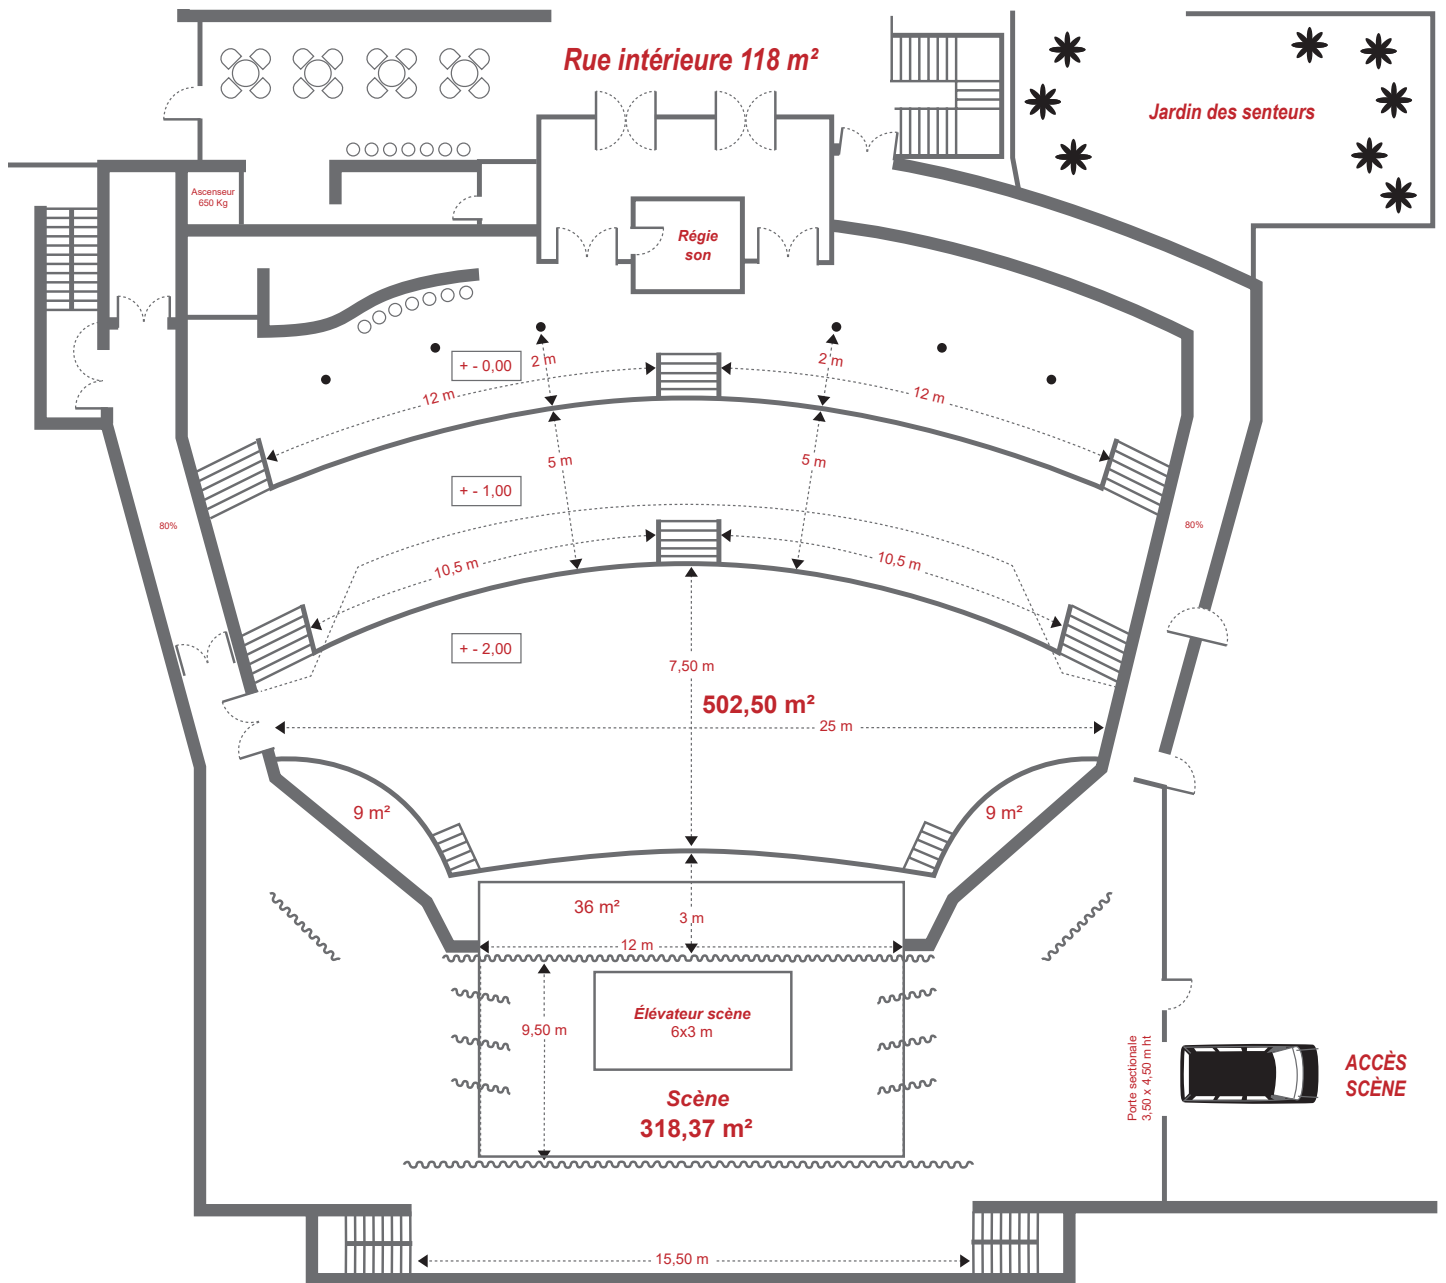 Rue intérieure 118 m²
Jardin des senteurs
Ascenseur
650 Kg
Régie
son
+ - 0,00
2 m
2 m
12 m
12 m
5 m
5 m
+ - 1,00
80%
80%
10,5 m
10,5 m
+ - 2,00
7,50 m
502,50 m²
25 m
9 m²
9 m²
36 m²
3 m
12 m
Élévateur scène
6x3 m
9,50 m
Scène
318,37 m²
Porte sectionale
3,50 x 4,50 m ht
ACCÈS
SCÈNE
15,50 m